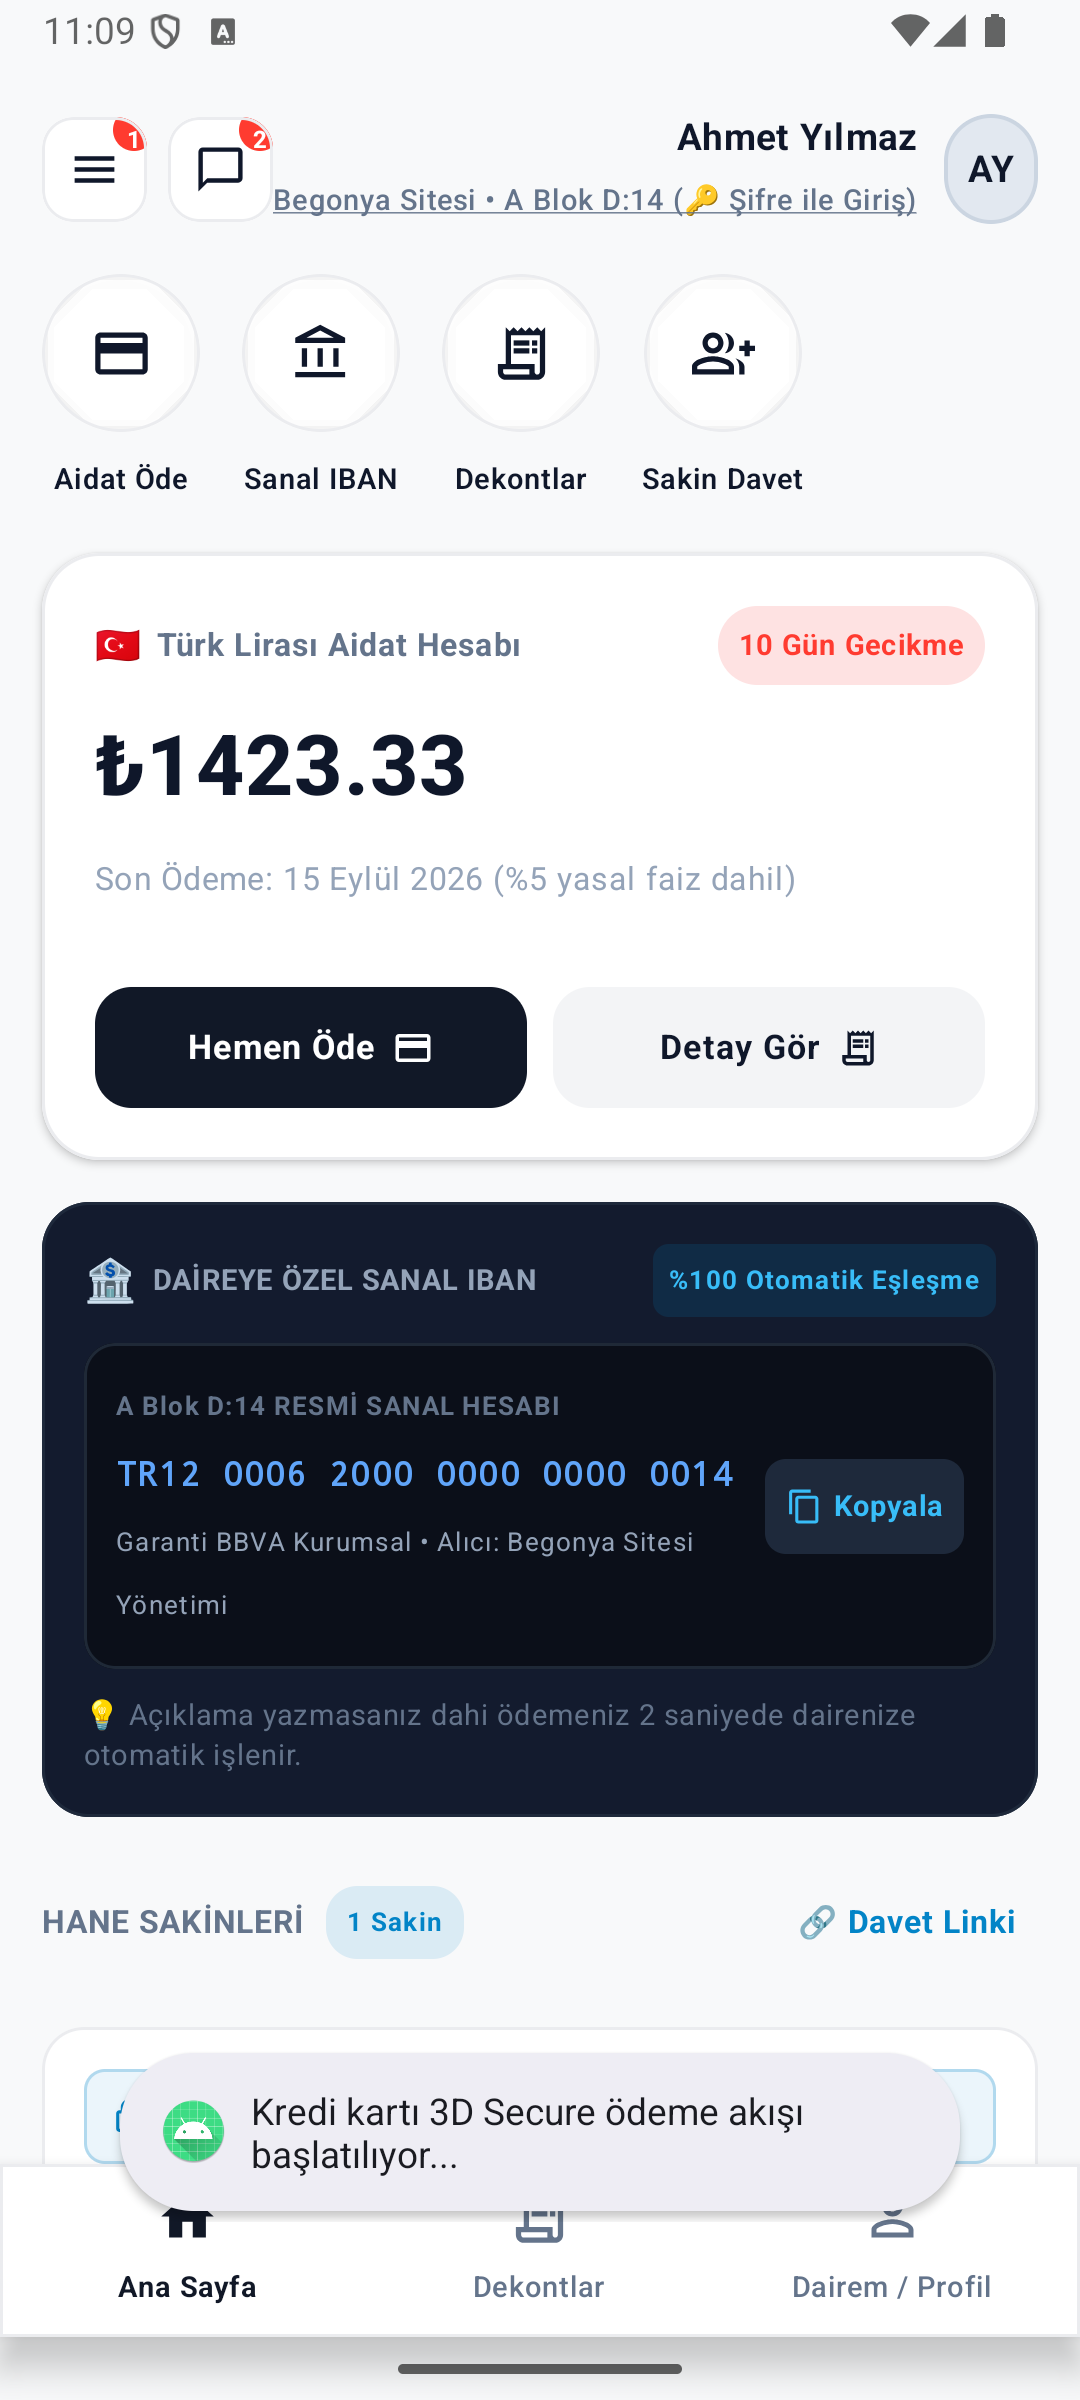 11:09
1
2
Ahmet Yılmaz
Begonya Sitesi • A Blok D:14 (🔑 Şifre ile Giriş)
AY
Aidat Öde
Sanal IBAN
Dekontlar
Sakin Davet
Türk Lirası Aidat Hesabı
10 Gün Gecikme
₺1423.33
Son Ödeme: 15 Eylül 2026 (%5 yasal faiz dahil)
Hemen Öde
Detay Gör
DAİREYE ÖZEL SANAL IBAN
%100 Otomatik Eşleşme
A Blok D:14 RESMİ SANAL HESABI
TR12 0006 2000 0000 0000 0014
Kopyala
Garanti BBVA Kurumsal • Alıcı: Begonya Sitesi
Yönetimi
💡 Açıklama yazmasanız dahi ödemeniz 2 saniyede dairenize
otomatik işlenir.
HANE SAKİNLERİ
1 Sakin
🔗 Davet Linki
Kredi kartı 3D Secure ödeme akışı
başlatılıyor...
Ana Sayfa
Dekontlar
Dairem / Profil